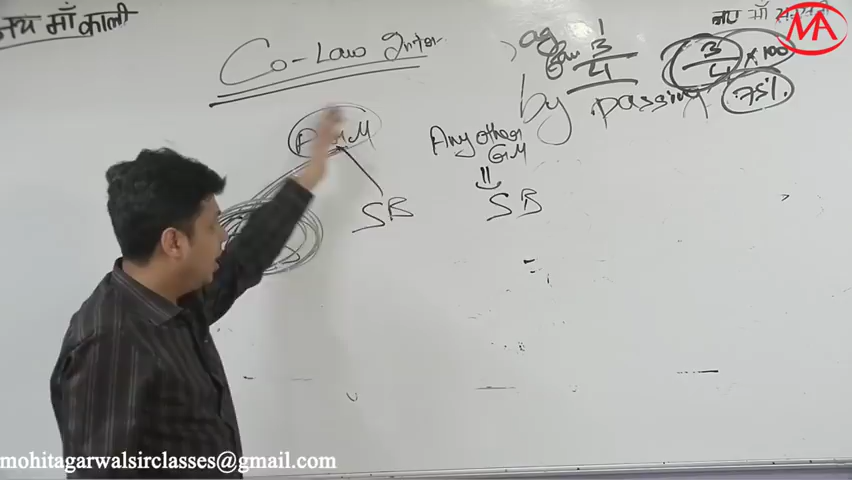 जय माँ काली
जय माँ
MA
Co-Law Inter
3
4
3/4 × 100
75%
by passing
AGM
Any other
GM
SB
SB
mohitagarwalsirclasses@gmail.com